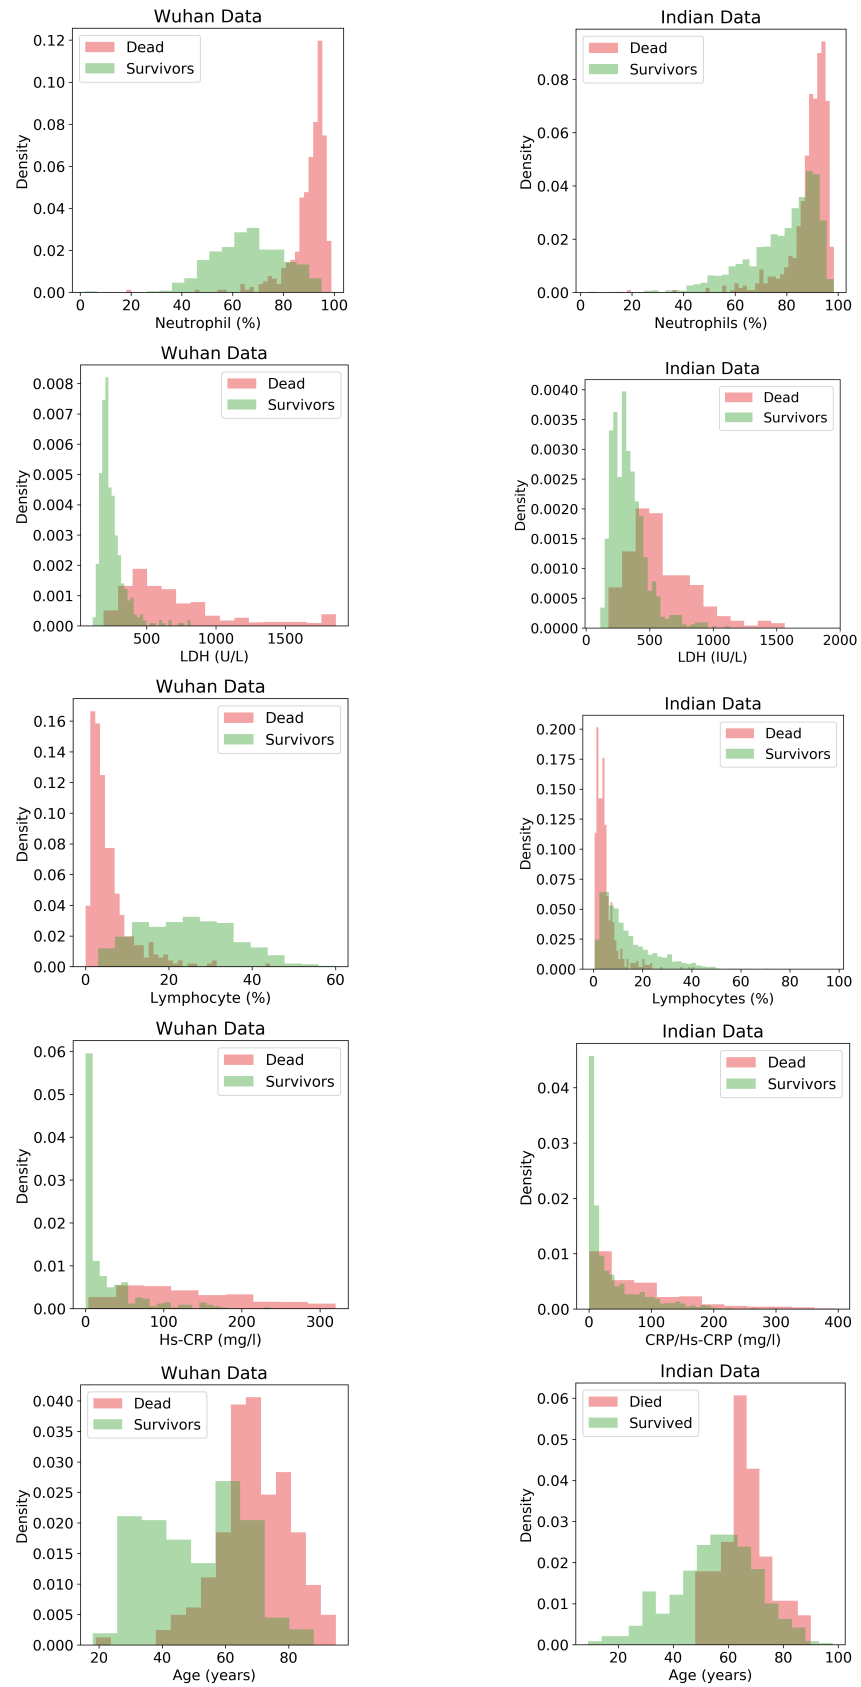 Wuhan Data
Dead
Survivors
0.12
0.10
0.08
0.06
0.04
0.02
0.00
Density
0 20 40 60 80 100
Neutrophil (%)
Indian Data
Dead
Survivors
0.08
0.06
0.04
0.02
0.00
Density
0 20 40 60 80 100
Neutrophils (%)
Wuhan Data
Dead
Survivors
0.008
0.007
0.006
0.005
0.004
0.003
0.002
0.001
0.000
Density
500 1000 1500
LDH (U/L)
Indian Data
Dead
Survivors
0.0040
0.0035
0.0030
0.0025
0.0020
0.0015
0.0010
0.0005
0.0000
Density
0 500 1000 1500 2000
LDH (IU/L)
Wuhan Data
Dead
Survivors
0.16
0.14
0.12
0.10
0.08
0.06
0.04
0.02
0.00
Density
0 20 40 60
Lymphocyte (%)
Indian Data
Dead
Survivors
0.200
0.175
0.150
0.125
0.100
0.075
0.050
0.025
0.000
Density
0 20 40 60 80 100
Lymphocytes (%)
Wuhan Data
Dead
Survivors
0.06
0.05
0.04
0.03
0.02
0.01
0.00
Density
0 100 200 300
Hs-CRP (mg/l)
Indian Data
Dead
Survivors
0.04
0.03
0.02
0.01
0.00
Density
0 100 200 300 400
CRP/Hs-CRP (mg/l)
Wuhan Data
Dead
Survivors
0.040
0.035
0.030
0.025
0.020
0.015
0.010
0.005
0.000
Density
20 40 60 80
Age (years)
Indian Data
Died
Survived
0.06
0.05
0.04
0.03
0.02
0.01
0.00
Density
20 40 60 80 100
Age (years)